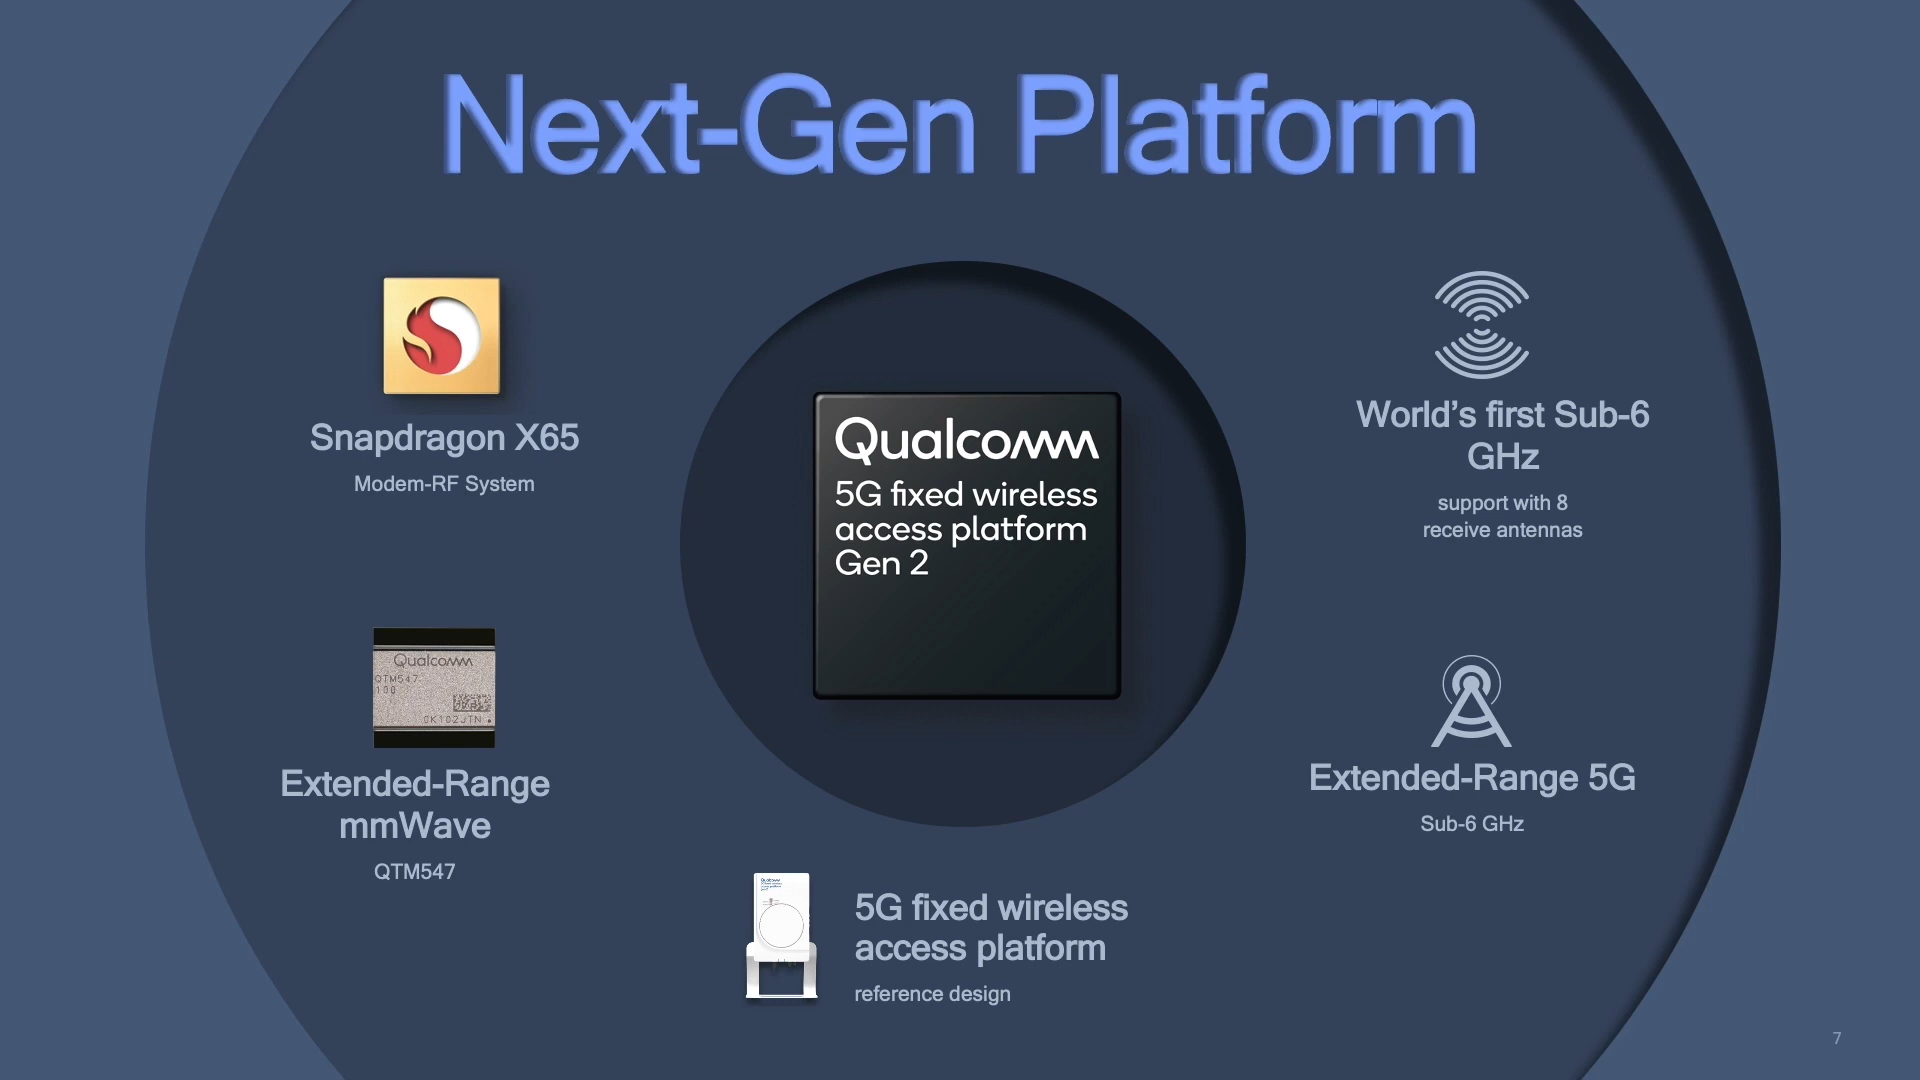 Next-Gen Platform
Snapdragon X65
Modem-RF System
Qualcomm
5G fixed wireless
access platform
Gen 2
World's first Sub-6
GHz
support with 8
receive antennas
Qualcomm
QTM547
100
0K102JTN
Extended-Range
mmWave
QTM547
Extended-Range 5G
Sub-6 GHz
Qualcomm
5G fixed wireless
access platform
reference design
7